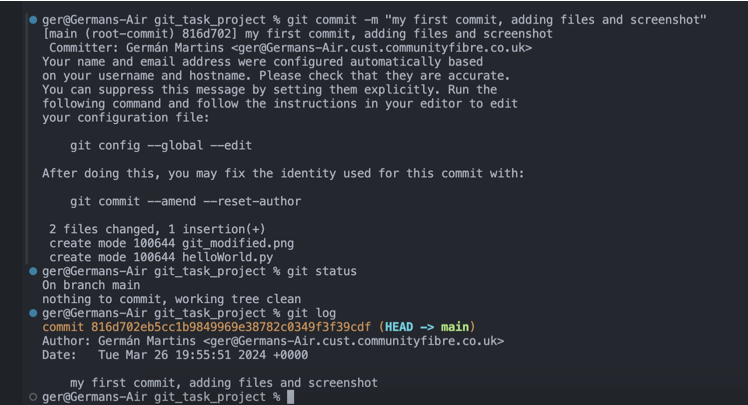 ger@Germans-Air git_task_project % git commit -m "my first commit, adding files and screenshot"
[main (root-commit) 816d702] my first commit, adding files and screenshot
 Committer: Germán Martins <ger@Germans-Air.cust.communityfibre.co.uk>
Your name and email address were configured automatically based
on your username and hostname. Please check that they are accurate.
You can suppress this message by setting them explicitly. Run the
following command and follow the instructions in your editor to edit
your configuration file:

    git config --global --edit

After doing this, you may fix the identity used for this commit with:

    git commit --amend --reset-author

 2 files changed, 1 insertion(+)
 create mode 100644 git_modified.png
 create mode 100644 helloWorld.py
ger@Germans-Air git_task_project % git status
On branch main
nothing to commit, working tree clean
ger@Germans-Air git_task_project % git log
commit 816d702eb5cc1b9849969e38782c0349f3f39cdf (HEAD -> main)
Author: Germán Martins <ger@Germans-Air.cust.communityfibre.co.uk>
Date:   Tue Mar 26 19:55:51 2024 +0000

    my first commit, adding files and screenshot
ger@Germans-Air git_task_project %